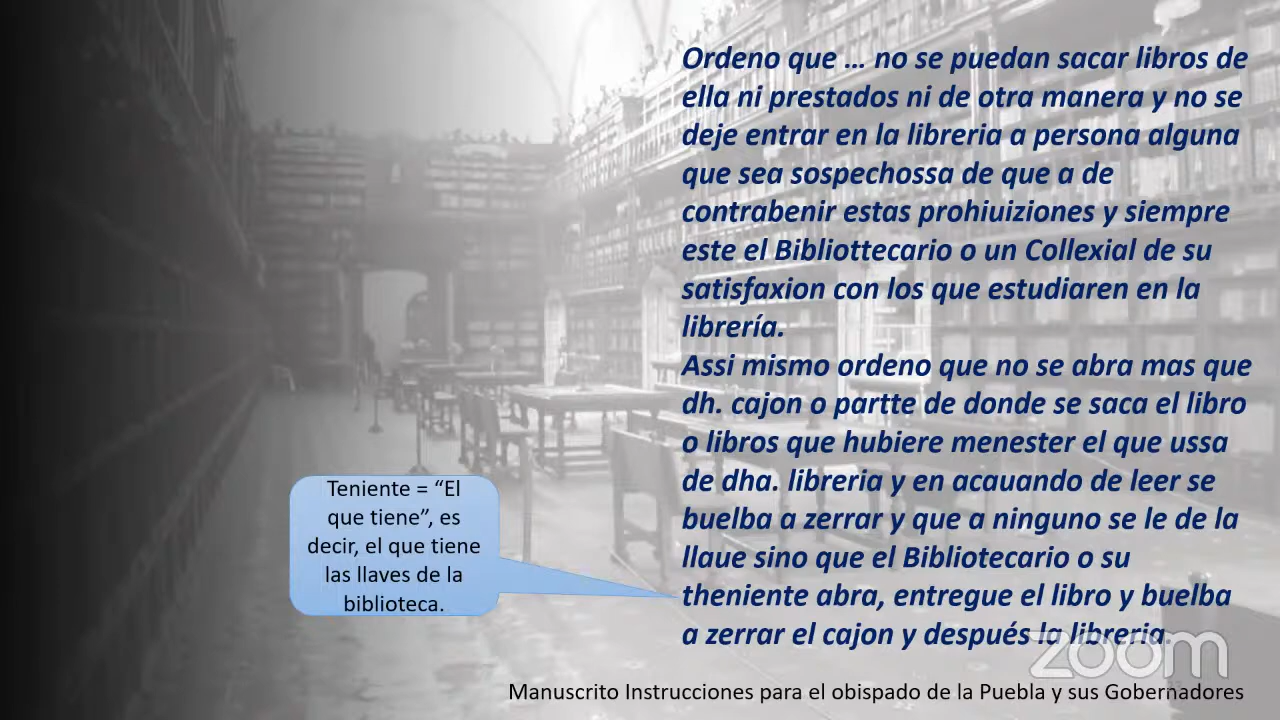 Ordeno que … no se puedan sacar libros de
ella ni prestados ni de otra manera y no se
deje entrar en la libreria a persona alguna
que sea sospechossa de que a de
contrabenir estas prohiuiziones y siempre
este el Bibliottecario o un Collexial de su
satisfaxion con los que estudiaren en la
librería.
Assi mismo ordeno que no se abra mas que
dh. cajon o partte de donde se saca el libro
o libros que hubiere menester el que ussa
de dha. libreria y en acauando de leer se
buelba a zerrar y que a ninguno se le de la
llaue sino que el Bibliotecario o su
theniente abra, entregue el libro y buelba
a zerrar el cajon y después la libreria.
Teniente = “El
que tiene”, es
decir, el que tiene
las llaves de la
biblioteca.
zoom
Manuscrito Instrucciones para el obispado de la Puebla y sus Gobernadores